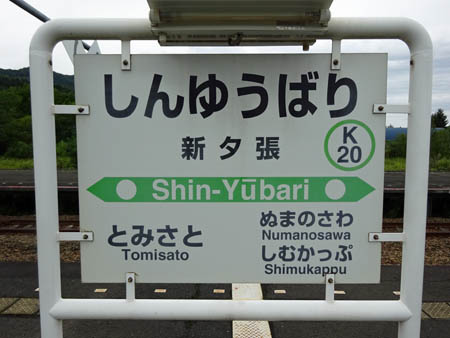 しんゆうばり
新夕張
K
20
Shin-Yūbari
とみさと
Tomisato
ぬまのさわ
Numanosawa
しむかっぷ
Shimukappu